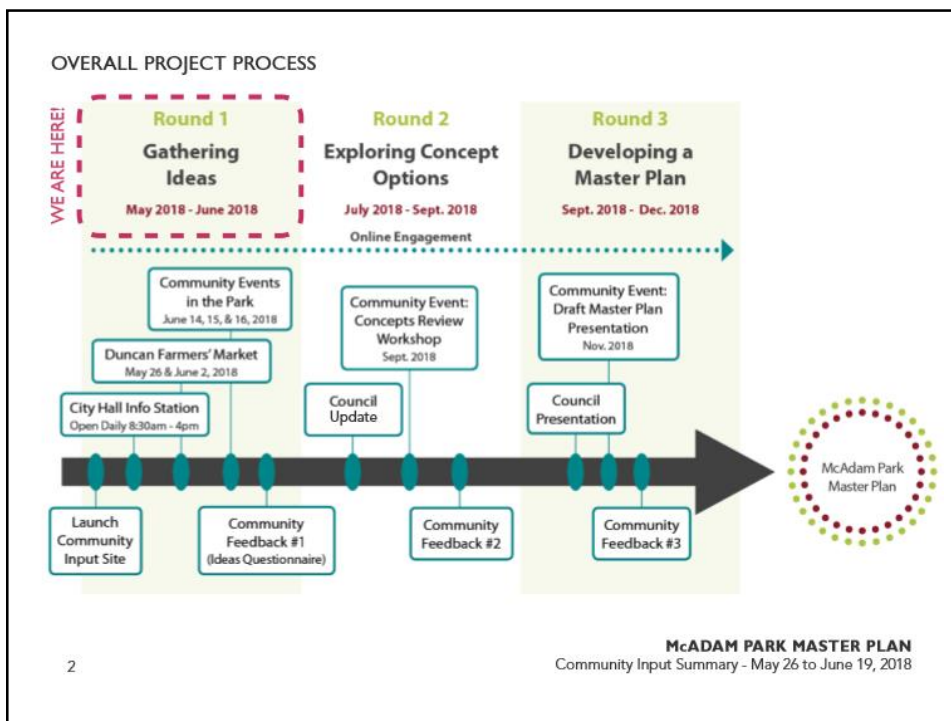 OVERALL PROJECT PROCESS
WE ARE HERE!
Round 1
Gathering
Ideas
May 2018 - June 2018
Round 2
Exploring Concept
Options
July 2018 - Sept. 2018
Round 3
Developing a
Master Plan
Sept. 2018 - Dec. 2018
Online Engagement
Community Events
in the Park
June 14, 15, & 16, 2018
Duncan Farmers' Market
May 26 & June 2, 2018
City Hall Info Station
Open Daily 8:30am - 4pm
Community Event:
Concepts Review
Workshop
Sept. 2018
Council
Update
Community Event:
Draft Master Plan
Presentation
Nov. 2018
Council
Presentation
McAdam Park
Master Plan
Launch
Community
Input Site
Community
Feedback #1
(Ideas Questionnaire)
Community
Feedback #2
Community
Feedback #3
2
McADAM PARK MASTER PLAN
Community Input Summary - May 26 to June 19, 2018